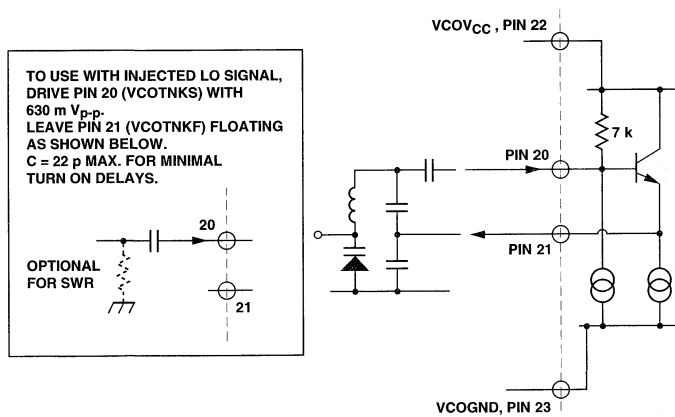 VCOVCC, PIN 22
TO USE WITH INJECTED LO SIGNAL,
DRIVE PIN 20 (VCOTNKS) WITH
630 m Vp-p.
LEAVE PIN 21 (VCOTNKF) FLOATING
AS SHOWN BELOW.
C = 22 p MAX. FOR MINIMAL
TURN ON DELAYS.
7 k
PIN 20
20
PIN 21
OPTIONAL
FOR SWR
21
VCOGND, PIN 23